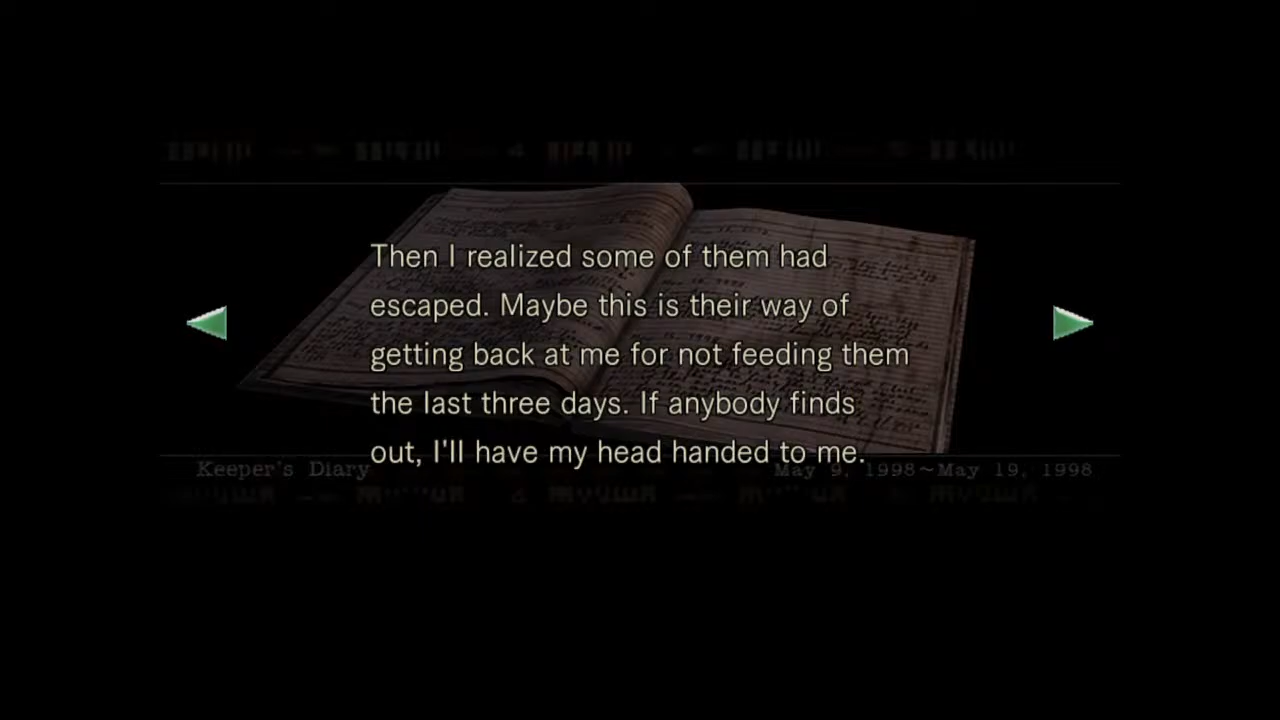 Then I realized some of them had
escaped. Maybe this is their way of
getting back at me for not feeding them
the last three days. If anybody finds
out, I'll have my head handed to me.
Keeper's Diary
May 9, 1998~May 19, 1998